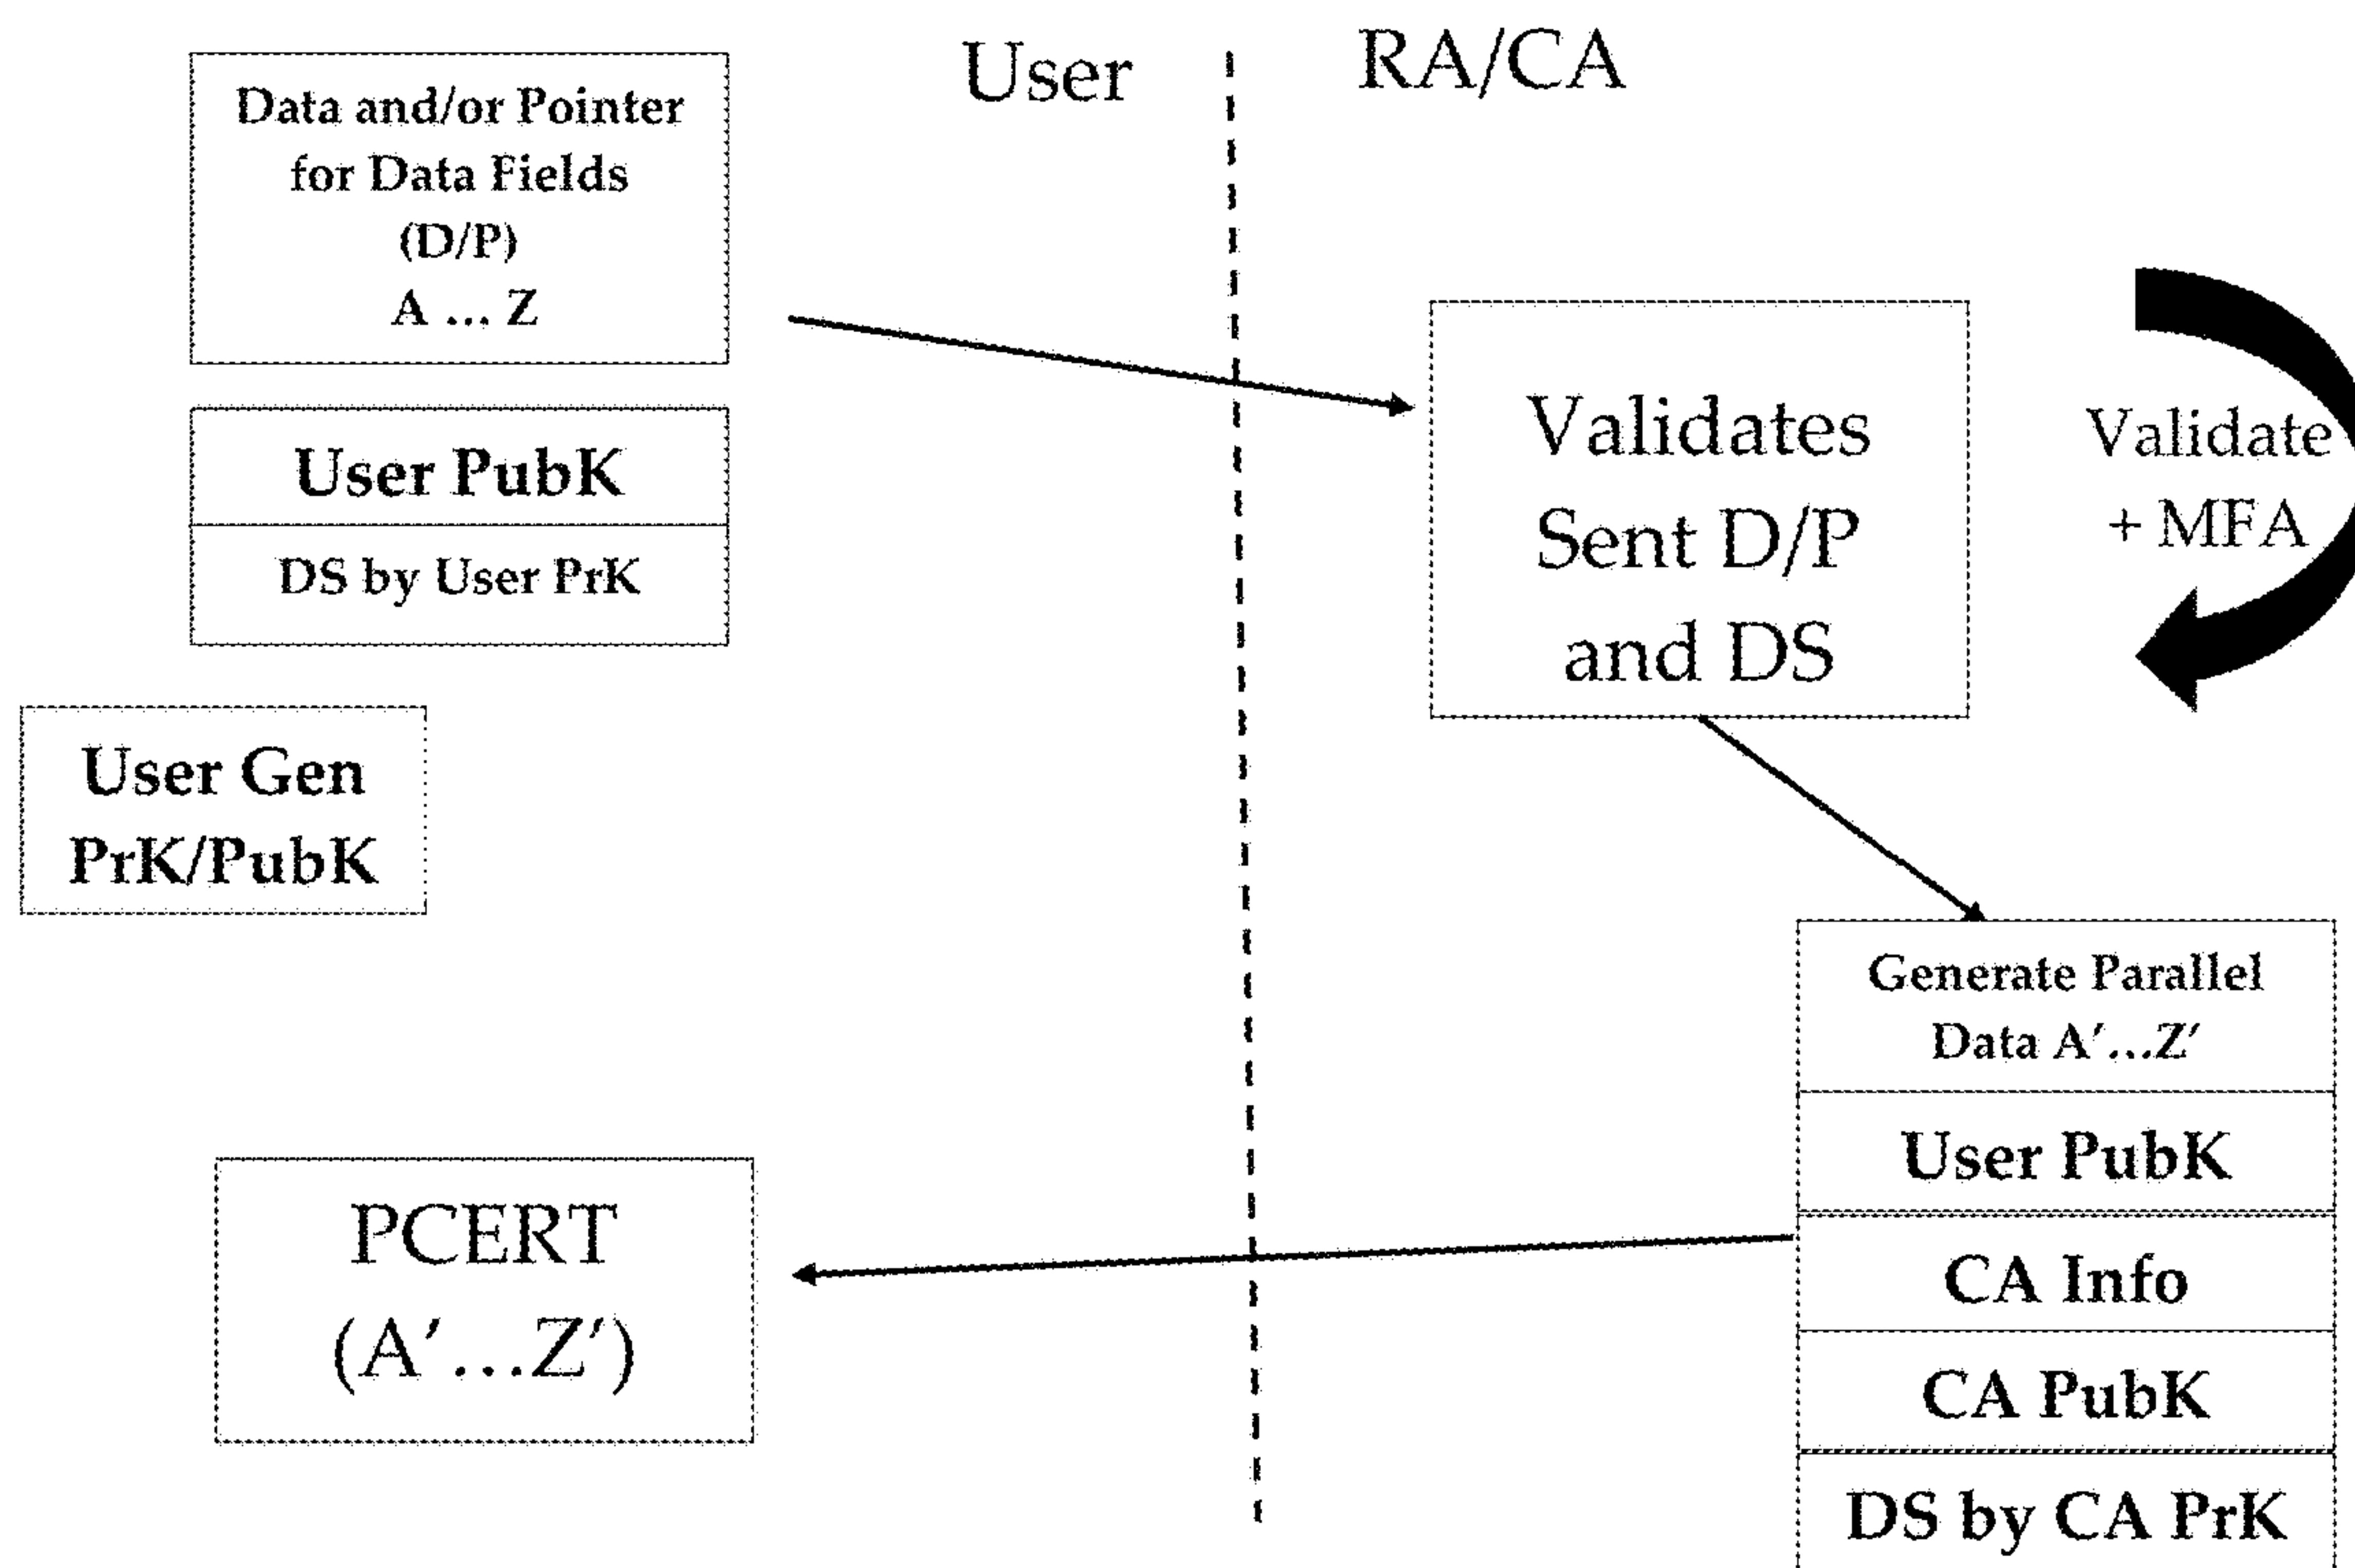 User
RA/CA
Data and/or Pointer
for Data Fields
(D/P)
A ... Z
User PubK
DS by User PrK
User Gen
PrK/PubK
Validates
Sent D/P
and DS
Validate
+ MFA
Generate Parallel
Data A′...Z′
User PubK
CA Info
CA PubK
DS by CA PrK
PCERT
(A′...Z′)